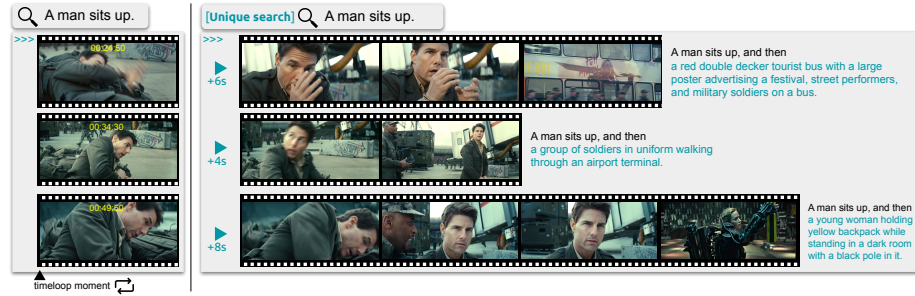 A man sits up.
>>>
00:24:50
00:34:30
00:49:50
timeloop moment
[Unique search] A man sits up.
>>>
+6s
A man sits up, and then
a red double decker tourist bus with a large
poster advertising a festival, street performers,
and military soldiers on a bus.
+4s
A man sits up, and then
a group of soldiers in uniform walking
through an airport terminal.
+8s
A man sits up, and then
a young woman holding
yellow backpack while
standing in a dark room
with a black pole in it.